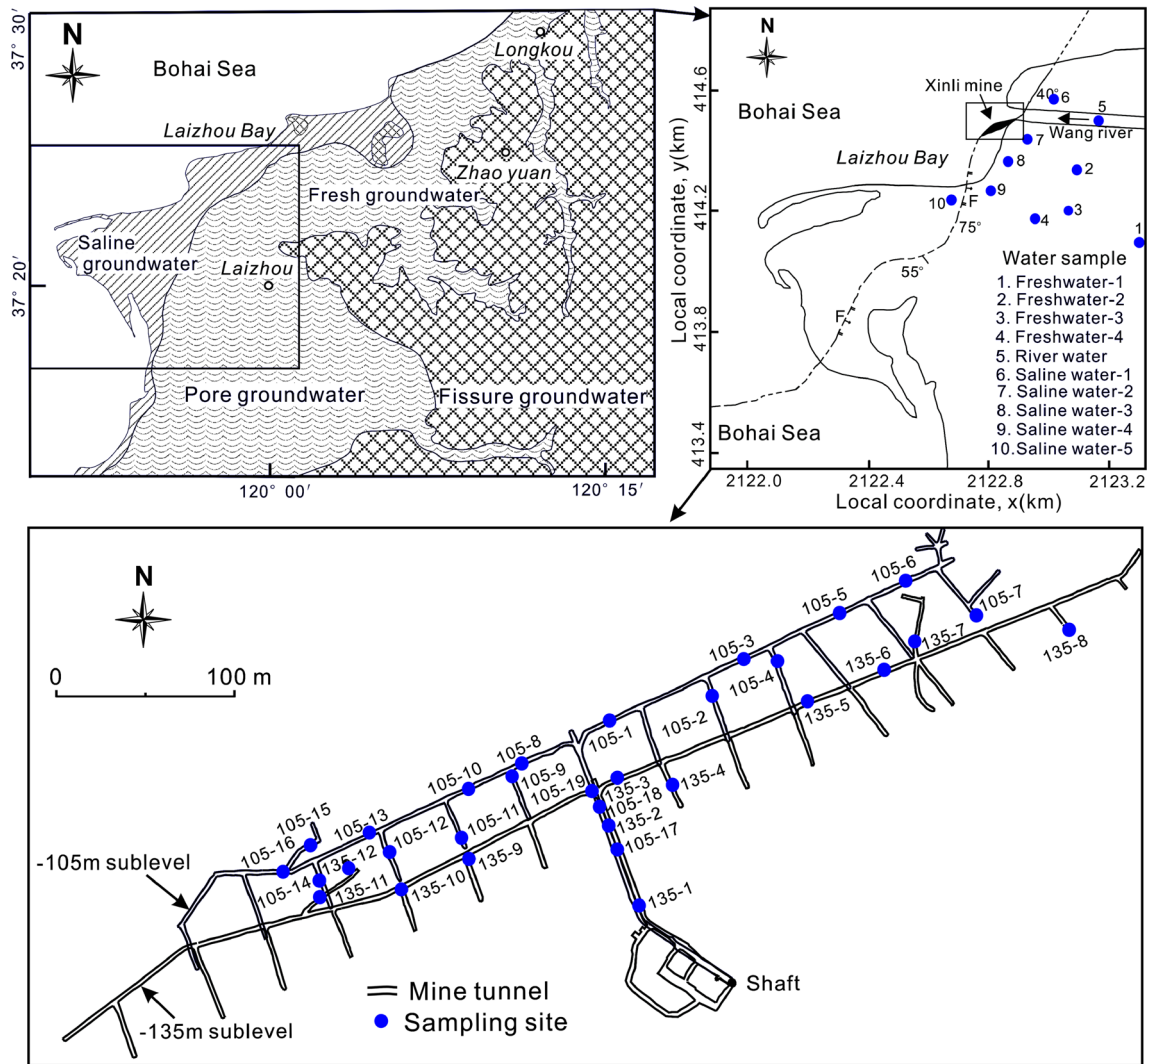 37° 30′
N
Bohai Sea
Longkou
Laizhou Bay
Zhao yuan
Fresh groundwater
Saline
groundwater
Laizhou
37° 20′
Pore groundwater
Fissure groundwater
120° 00′
120° 15′
N
414.6
Xinli mine
40°
6
5
Bohai Sea
Wang river
7
Laizhou Bay
8
2
9
414.2
10
F
3
4
75°
1
Local coordinate, y(km)
55°
Water sample
1. Freshwater-1
2. Freshwater-2
3. Freshwater-3
4. Freshwater-4
5. River water
6. Saline water-1
7. Saline water-2
8. Saline water-3
9. Saline water-4
10.Saline water-5
F
413.8
Bohai Sea
413.4
2122.0
2122.4
2122.8
2123.2
Local coordinate, x(km)
N
0
100 m
105-6
105-5
105-7
105-3
135-7
135-8
135-6
105-4
135-5
105-2
105-1
105-8
105-10
105-9
135-4
105-19
135-3
105-18
135-2
105-17
105-15
105-13
105-12
105-11
105-16
135-12
135-9
-105m sublevel
105-14
135-11
135-10
135-1
Shaft
Mine tunnel
Sampling site
-135m sublevel